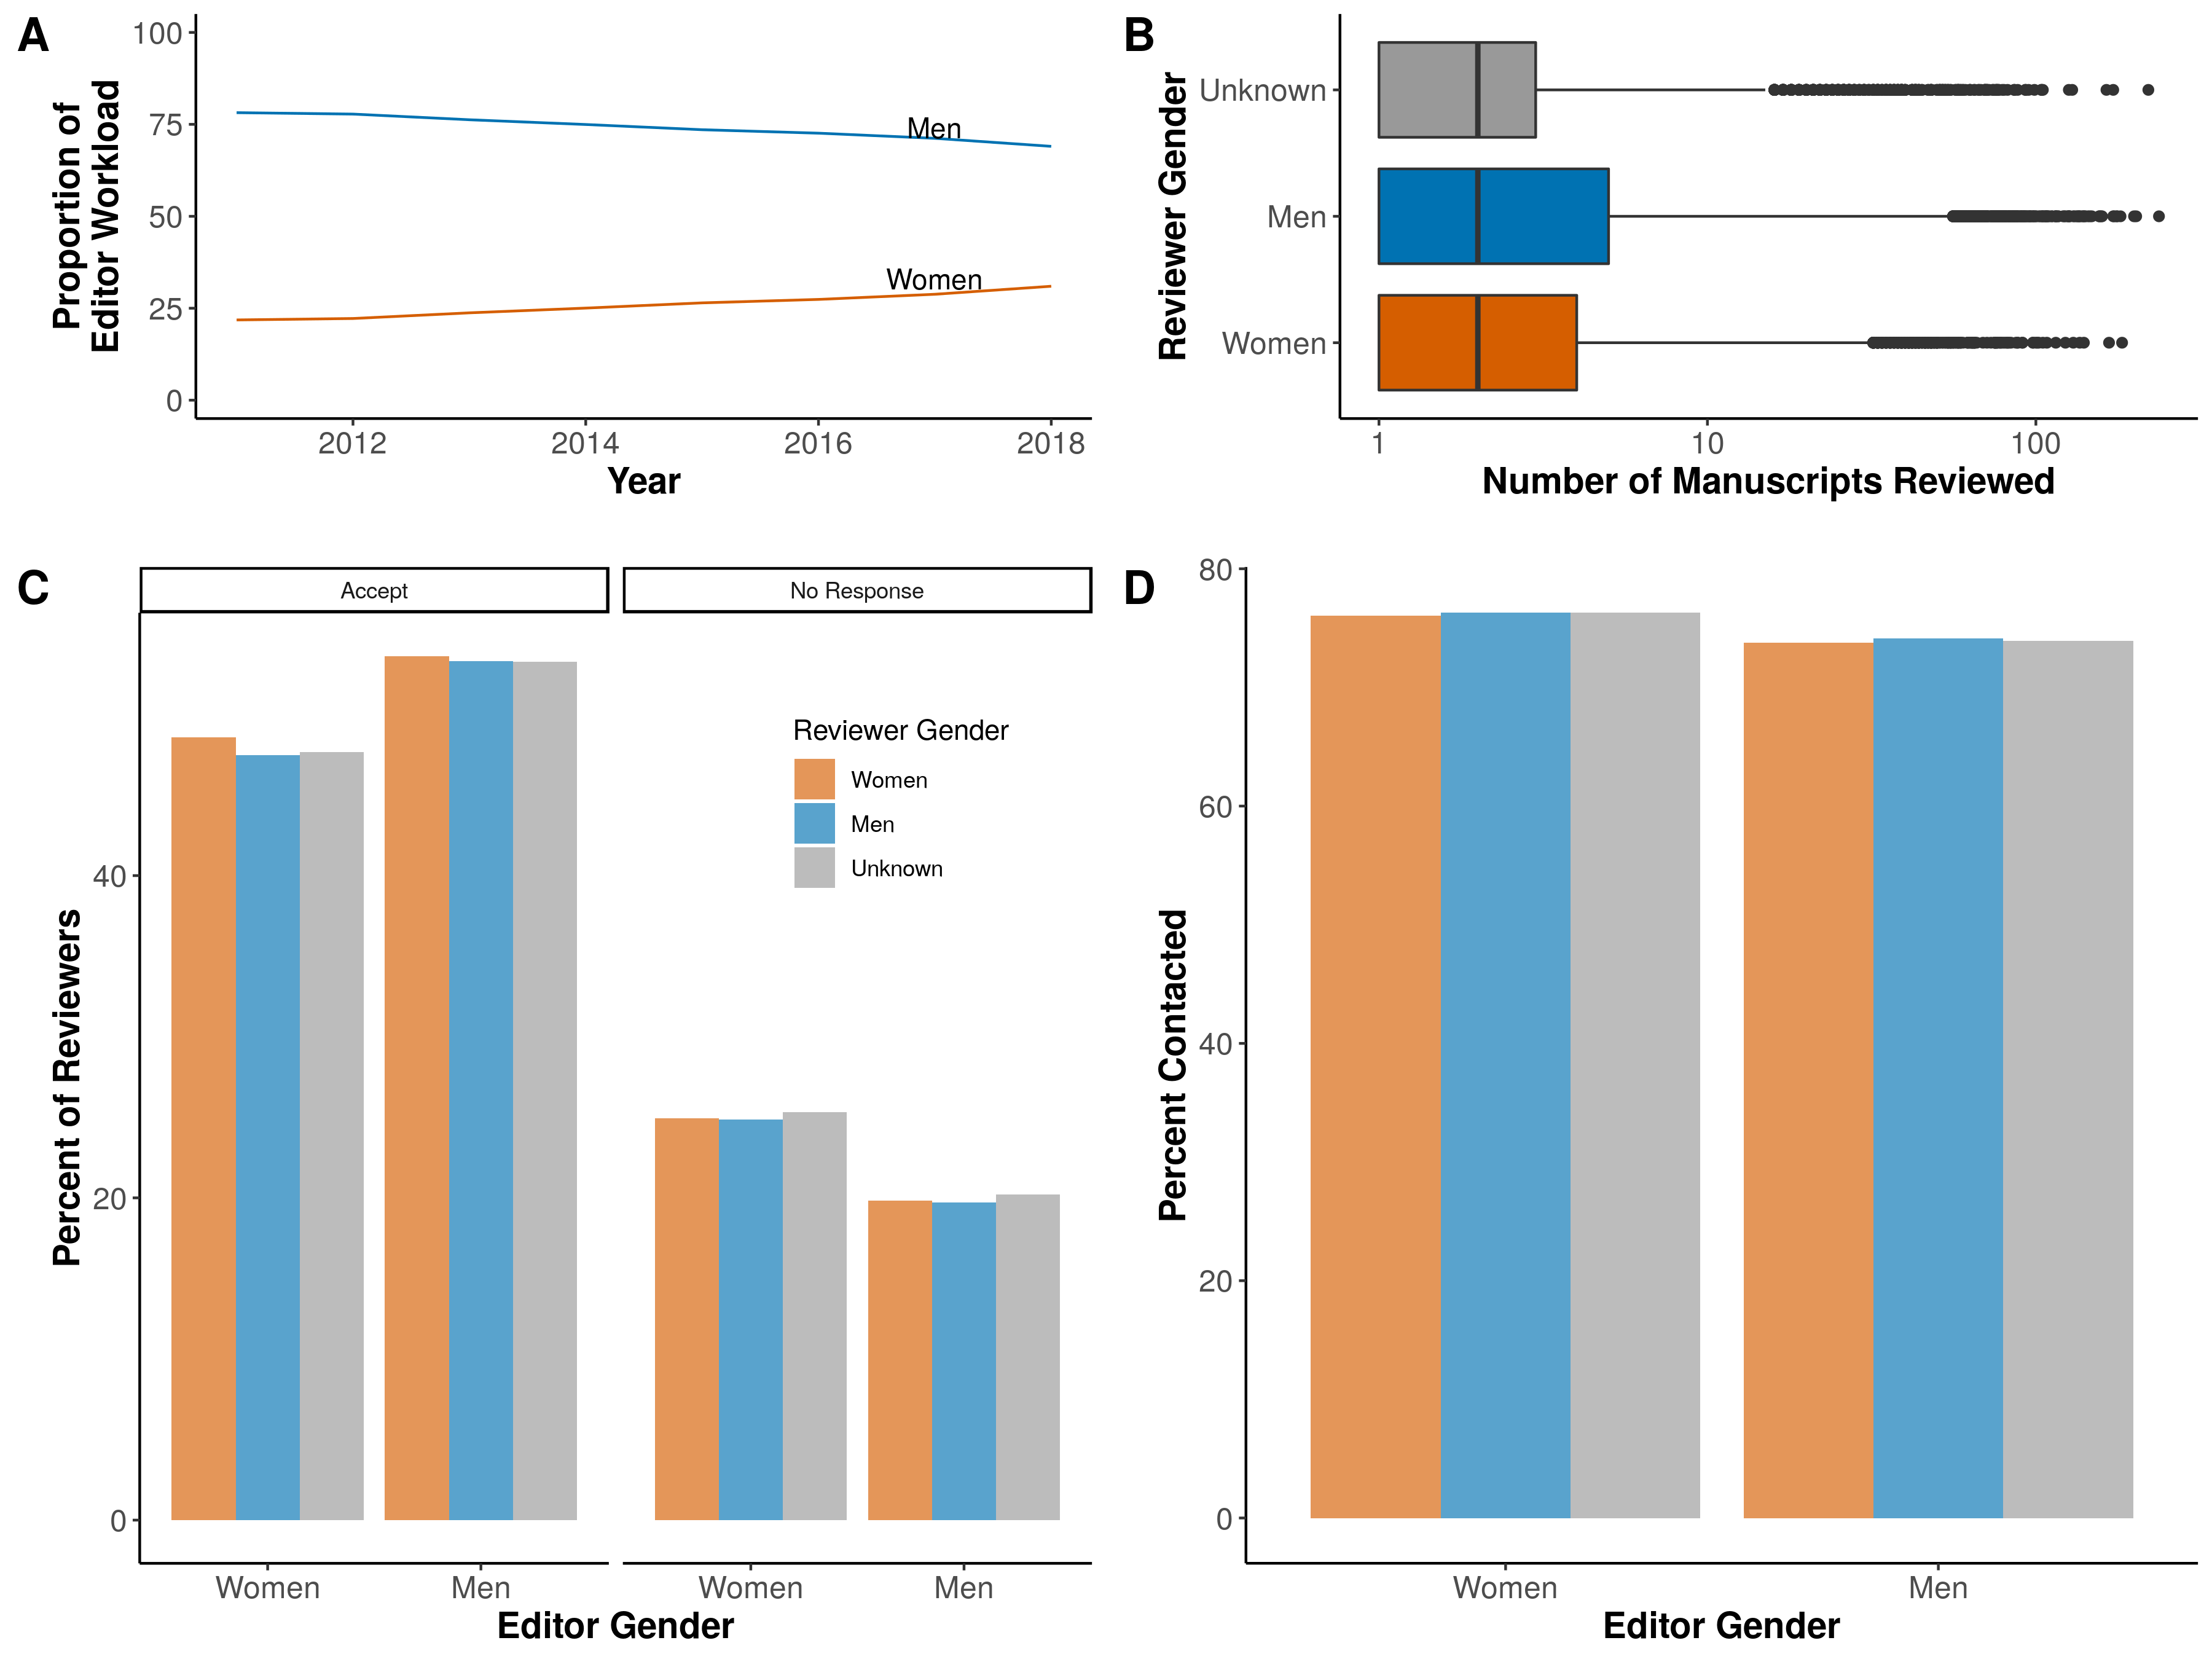 A
Proportion of
Editor Workload
100
75
50
25
0
Men
Women
2012 2014 2016 2018
Year
B
Reviewer Gender
Unknown
Men
Women
1 10 100
Number of Manuscripts Reviewed
C
Accept No Response
Percent of Reviewers
40
20
0
Reviewer Gender
Women
Men
Unknown
Women Men Women Men
Editor Gender
D
Percent Contacted
80
60
40
20
0
Women Men
Editor Gender